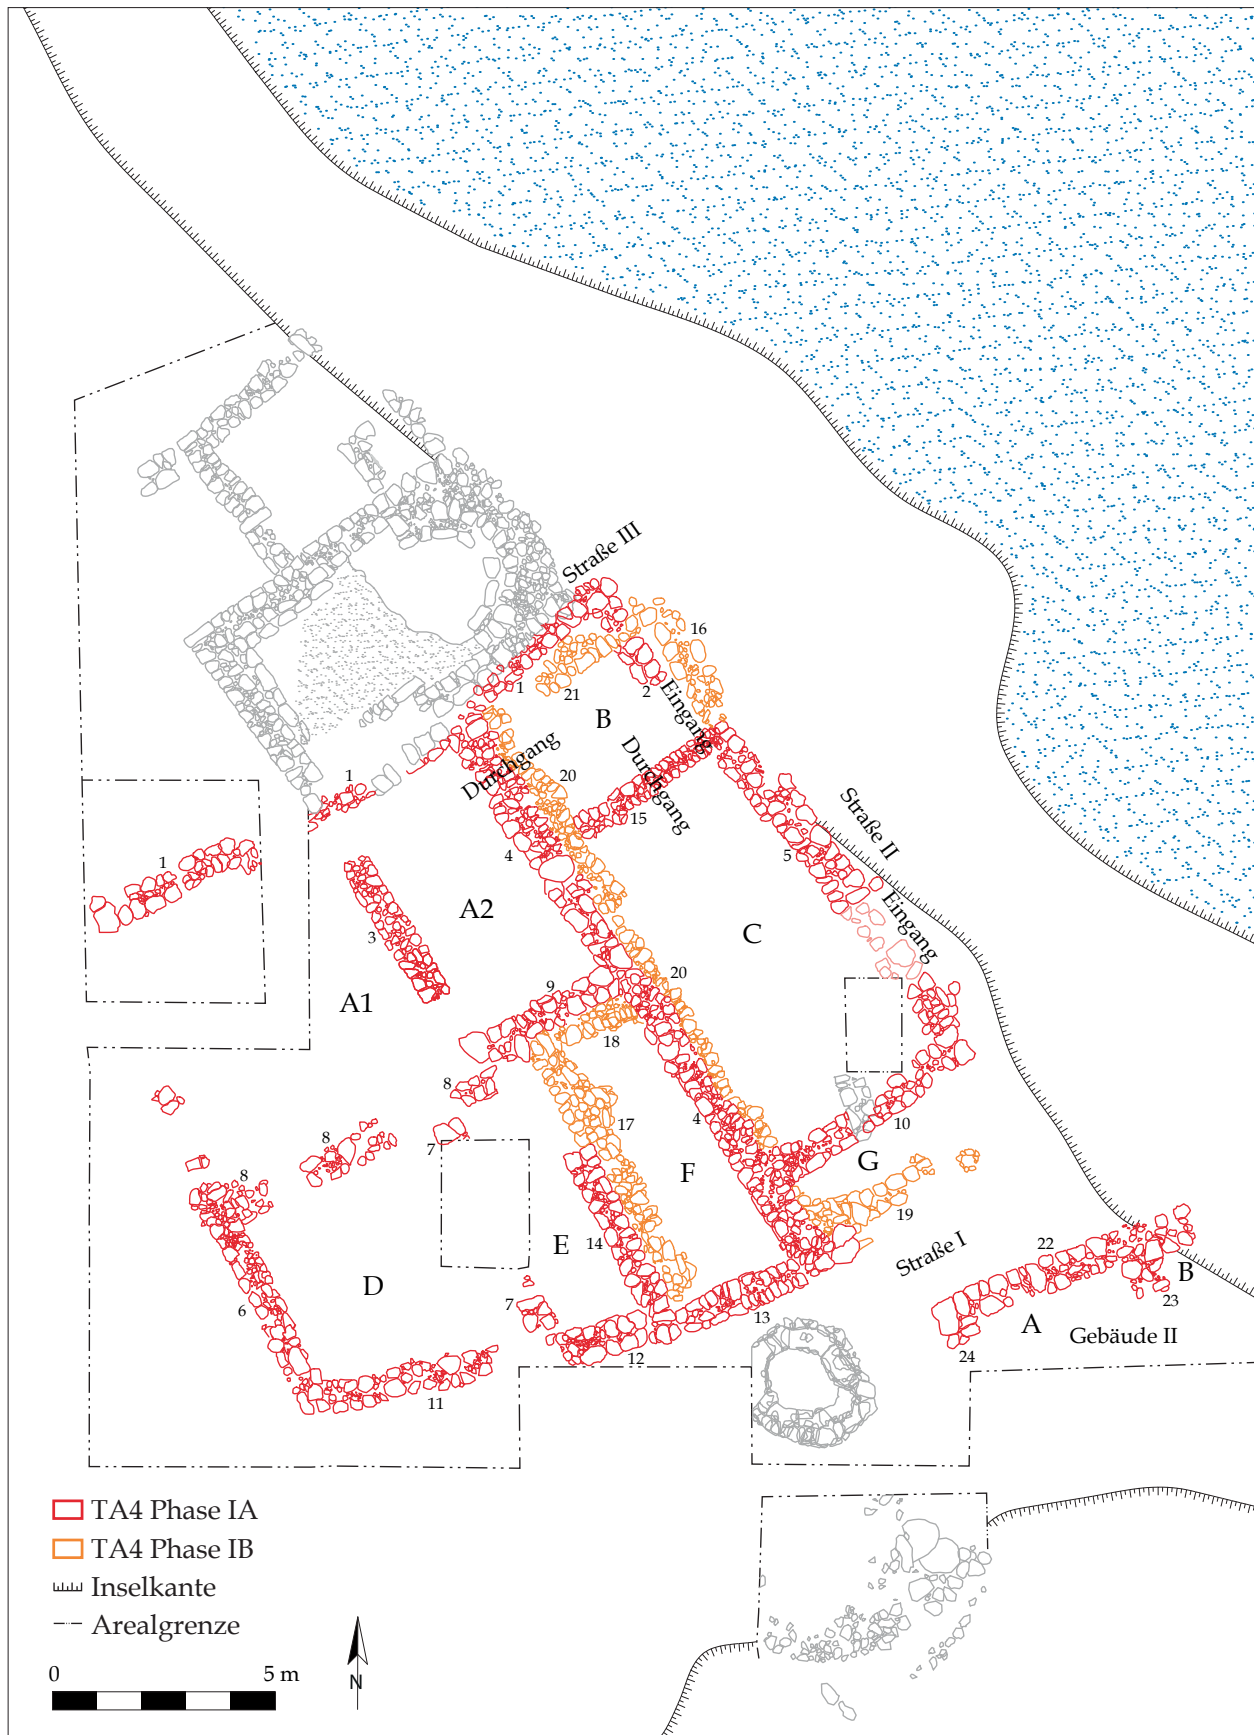 Straße III
16
1
21
2
B
Eingang
Durchgang
Durchgang
20
1
15
4
Straße II
5
1
A2
3
C
Eingang
9
20
A1
18
8
4
10
17
7
8
F
G
8
19
14
E
22
Straße I
D
B
6
7
23
13
A
Gebäude II
12
24
11
TA4 Phase IA
TA4 Phase IB
Inselkante
Arealgrenze
0 5 m
N